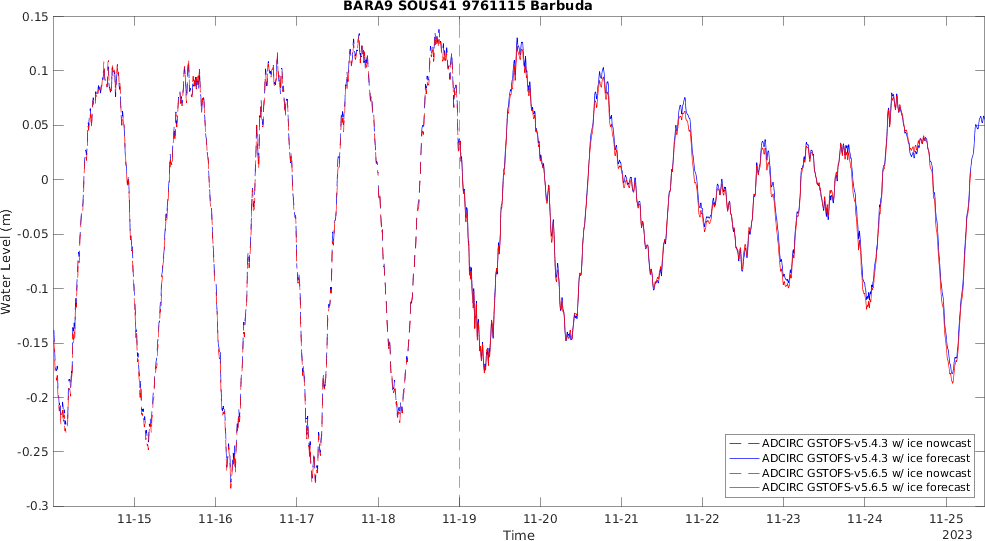 BARA9 SOUS41 9761115 Barbuda
0.15
0.1
0.05
0
-0.05
-0.1
-0.15
-0.2
-0.25
-0.3
Water Level (m)
11-15 11-16 11-17 11-18 11-19 11-20 11-21 11-22 11-23 11-24 11-25
Time
2023
ADCIRC GSTOFS-v5.4.3 w/ ice nowcast
ADCIRC GSTOFS-v5.4.3 w/ ice forecast
ADCIRC GSTOFS-v5.6.5 w/ ice nowcast
ADCIRC GSTOFS-v5.6.5 w/ ice forecast